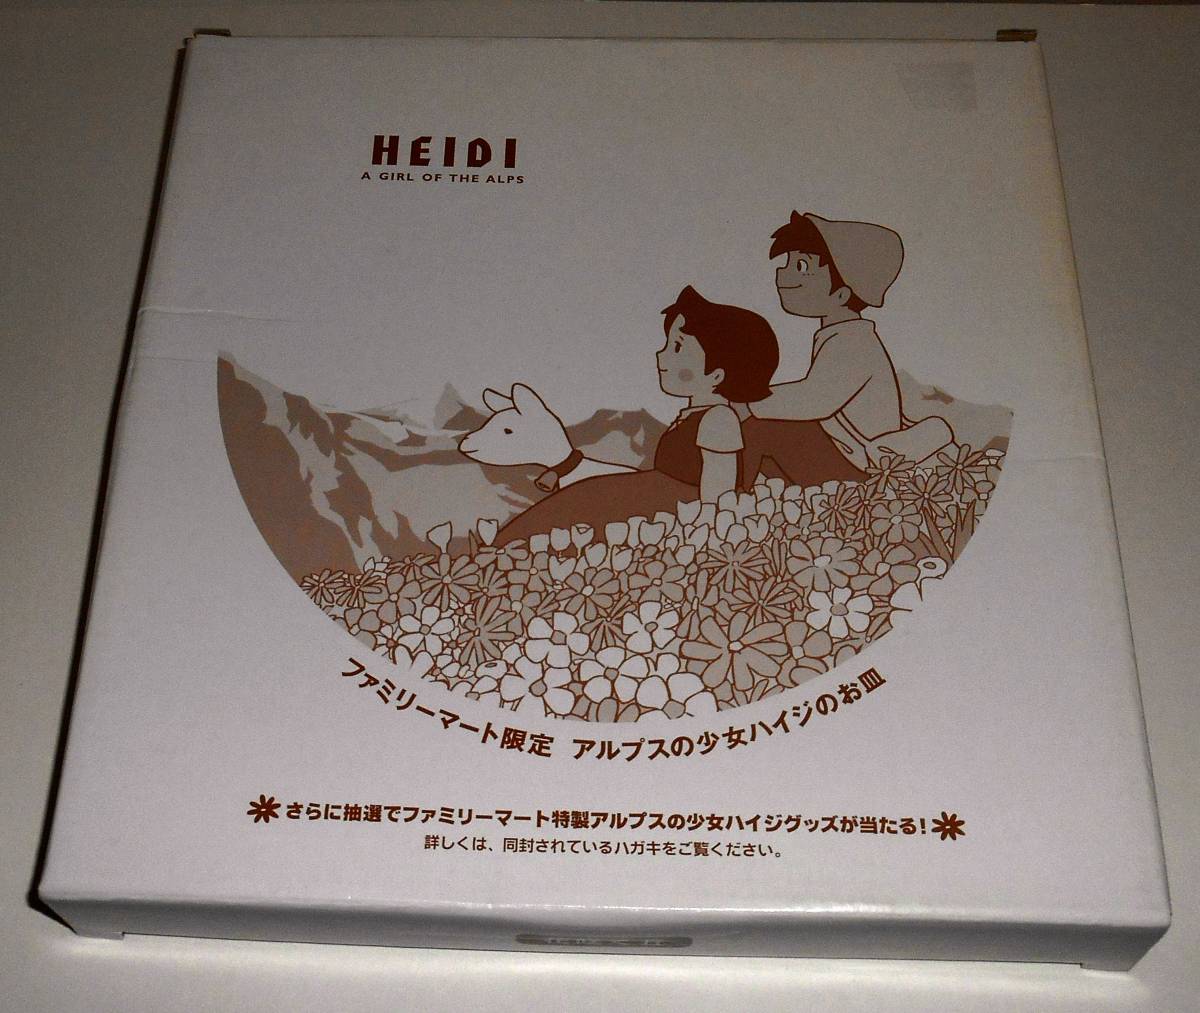 HEIDI
A GIRL OF THE ALPS
ファミリーマート限定 アルプスの少女ハイジのお皿
さらに抽選でファミリーマート特製アルプスの少女ハイジグッズが当たる!
詳しくは、同封されているハガキをご覧ください。